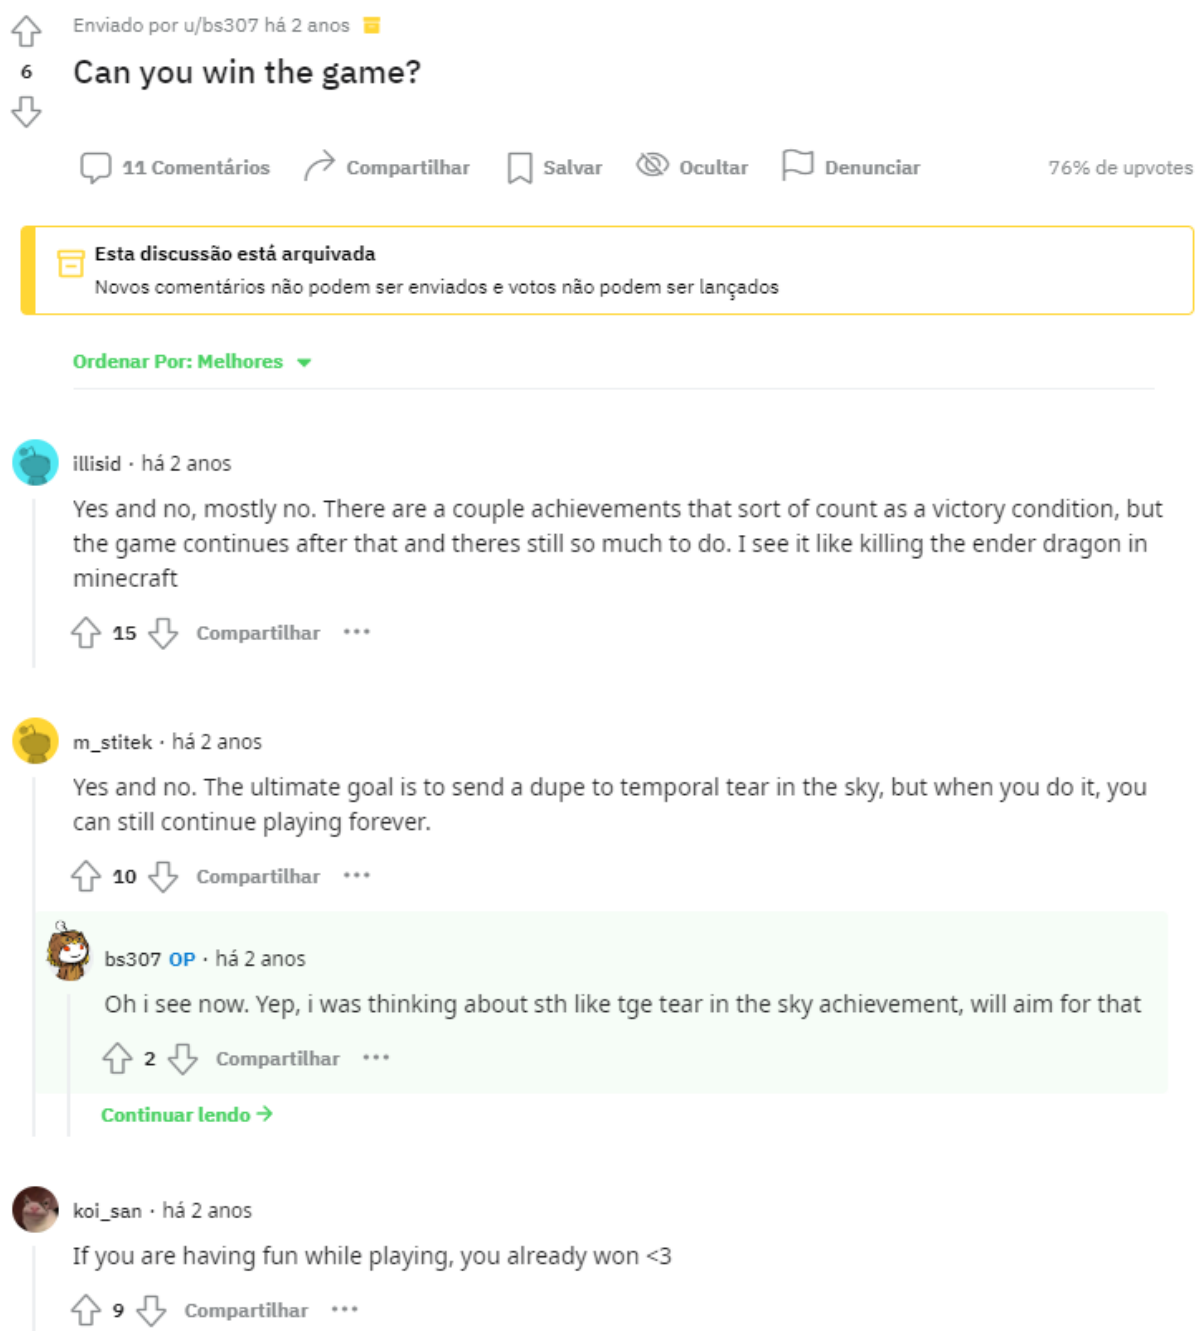 Enviado por u/bs307 há 2 anos
6
Can you win the game?
11 Comentários Compartilhar Salvar Ocultar Denunciar 76% de upvotes
Esta discussão está arquivada
Novos comentários não podem ser enviados e votos não podem ser lançados
Ordenar Por: Melhores
illisid · há 2 anos
Yes and no, mostly no. There are a couple achievements that sort of count as a victory condition, but
the game continues after that and theres still so much to do. I see it like killing the ender dragon in
minecraft
15 Compartilhar ···
m_stitek · há 2 anos
Yes and no. The ultimate goal is to send a dupe to temporal tear in the sky, but when you do it, you
can still continue playing forever.
10 Compartilhar ···
bs307 OP · há 2 anos
Oh i see now. Yep, i was thinking about sth like tge tear in the sky achievement, will aim for that
2 Compartilhar ···
Continuar lendo →
koi_san · há 2 anos
If you are having fun while playing, you already won <3
9 Compartilhar ···